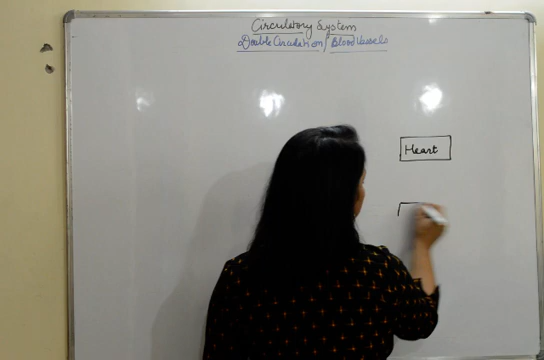 Circulatory System
Double Circulation/ Blood Vessels
Heart